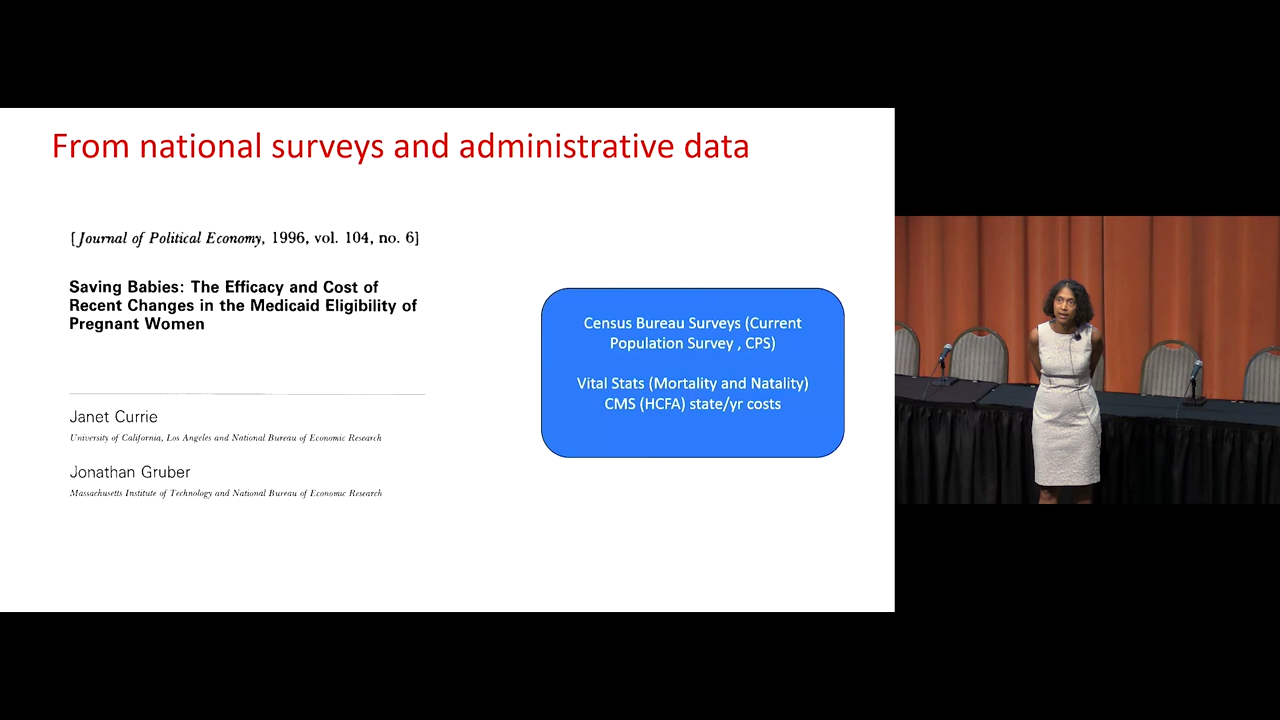 From national surveys and administrative data
[Journal of Political Economy, 1996, vol. 104, no. 6]
Saving Babies: The Efficacy and Cost of
Recent Changes in the Medicaid Eligibility of
Pregnant Women
Janet Currie
University of California, Los Angeles and National Bureau of Economic Research
Jonathan Gruber
Massachusetts Institute of Technology and National Bureau of Economic Research
Census Bureau Surveys (Current
Population Survey , CPS)
Vital Stats (Mortality and Natality)
CMS (HCFA) state/yr costs